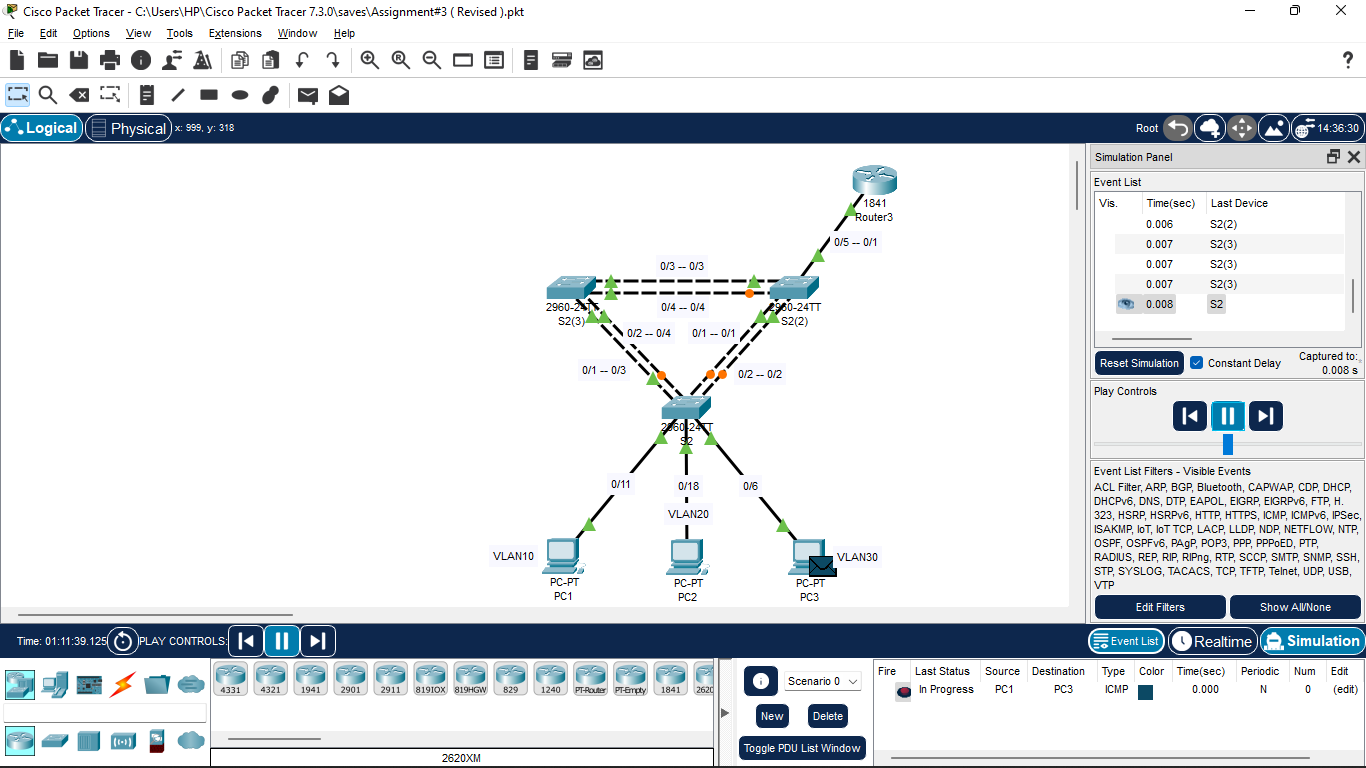 Cisco Packet Tracer - C:\Users\HP\Cisco Packet Tracer 7.3.0\saves\Assignment#3 ( Revised ).pkt
File Edit Options View Tools Extensions Window Help
Logical Physical x: 999, y: 318 Root 14:36:30
1841
Router3
0/5 -- 0/1
0/3 -- 0/3
0/4 -- 0/4
2960-24TT
S2(3)
2960-24TT
S2(2)
0/2 -- 0/4
0/1 -- 0/1
0/1 -- 0/3
0/2 -- 0/2
2960-24TT
S2
0/11
0/18
0/6
VLAN20
VLAN10
VLAN30
PC-PT
PC1
PC-PT
PC2
PC-PT
PC3
Simulation Panel
Event List
Vis. Time(sec) Last Device
0.006 S2(2)
0.007 S2(3)
0.007 S2(3)
0.007 S2(3)
0.008 S2
Reset Simulation Constant Delay Captured to:
0.008 s
Play Controls
Event List Filters - Visible Events
ACL Filter, ARP, BGP, Bluetooth, CAPWAP, CDP, DHCP,
DHCPv6, DNS, DTP, EAPOL, EIGRP, EIGRPv6, FTP, H.
323, HSRP, HSRPv6, HTTP, HTTPS, ICMP, ICMPv6, IPSec,
ISAKMP, IoT, IoT TCP, LACP, LLDP, NDP, NETFLOW, NTP,
OSPF, OSPFv6, PAgP, POP3, PPP, PPPoED, PTP,
RADIUS, REP, RIP, RIPng, RTP, SCCP, SMTP, SNMP, SSH,
STP, SYSLOG, TACACS, TCP, TFTP, Telnet, UDP, USB,
VTP
Edit Filters Show All/None
Time: 01:11:39.125 PLAY CONTROLS: Event List Realtime Simulation
4331 4321 1941 2901 2911 819IOX 819HGW 829 1240 PT-Router PT-Empty 1841 2620
2620XM
Scenario 0
New Delete
Toggle PDU List Window
Fire Last Status Source Destination Type Color Time(sec) Periodic Num Edit
In Progress PC1 PC3 ICMP 0.000 N 0 (edit)